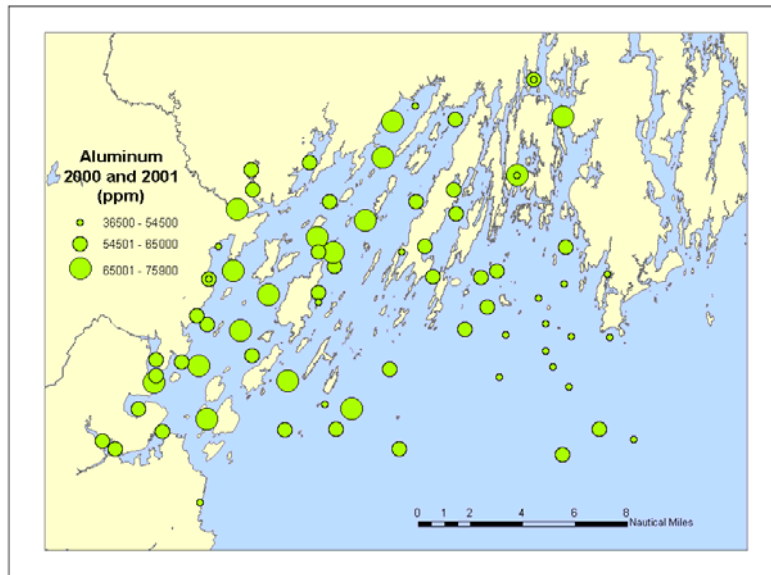 Aluminum
2000 and 2001
(ppm)
36500 - 54500
54501 - 65000
65001 - 75900
0 1 2 4 6 8
Nautical Miles